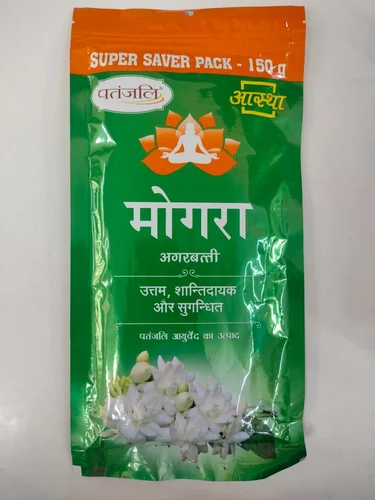 SUPER SAVER PACK - 150 g
पतंजलि
आस्था
मोगरा
अगरबत्ती
उत्तम, शान्तिदायक
और सुगन्धित
पतंजलि आयुर्वेद का उत्पाद